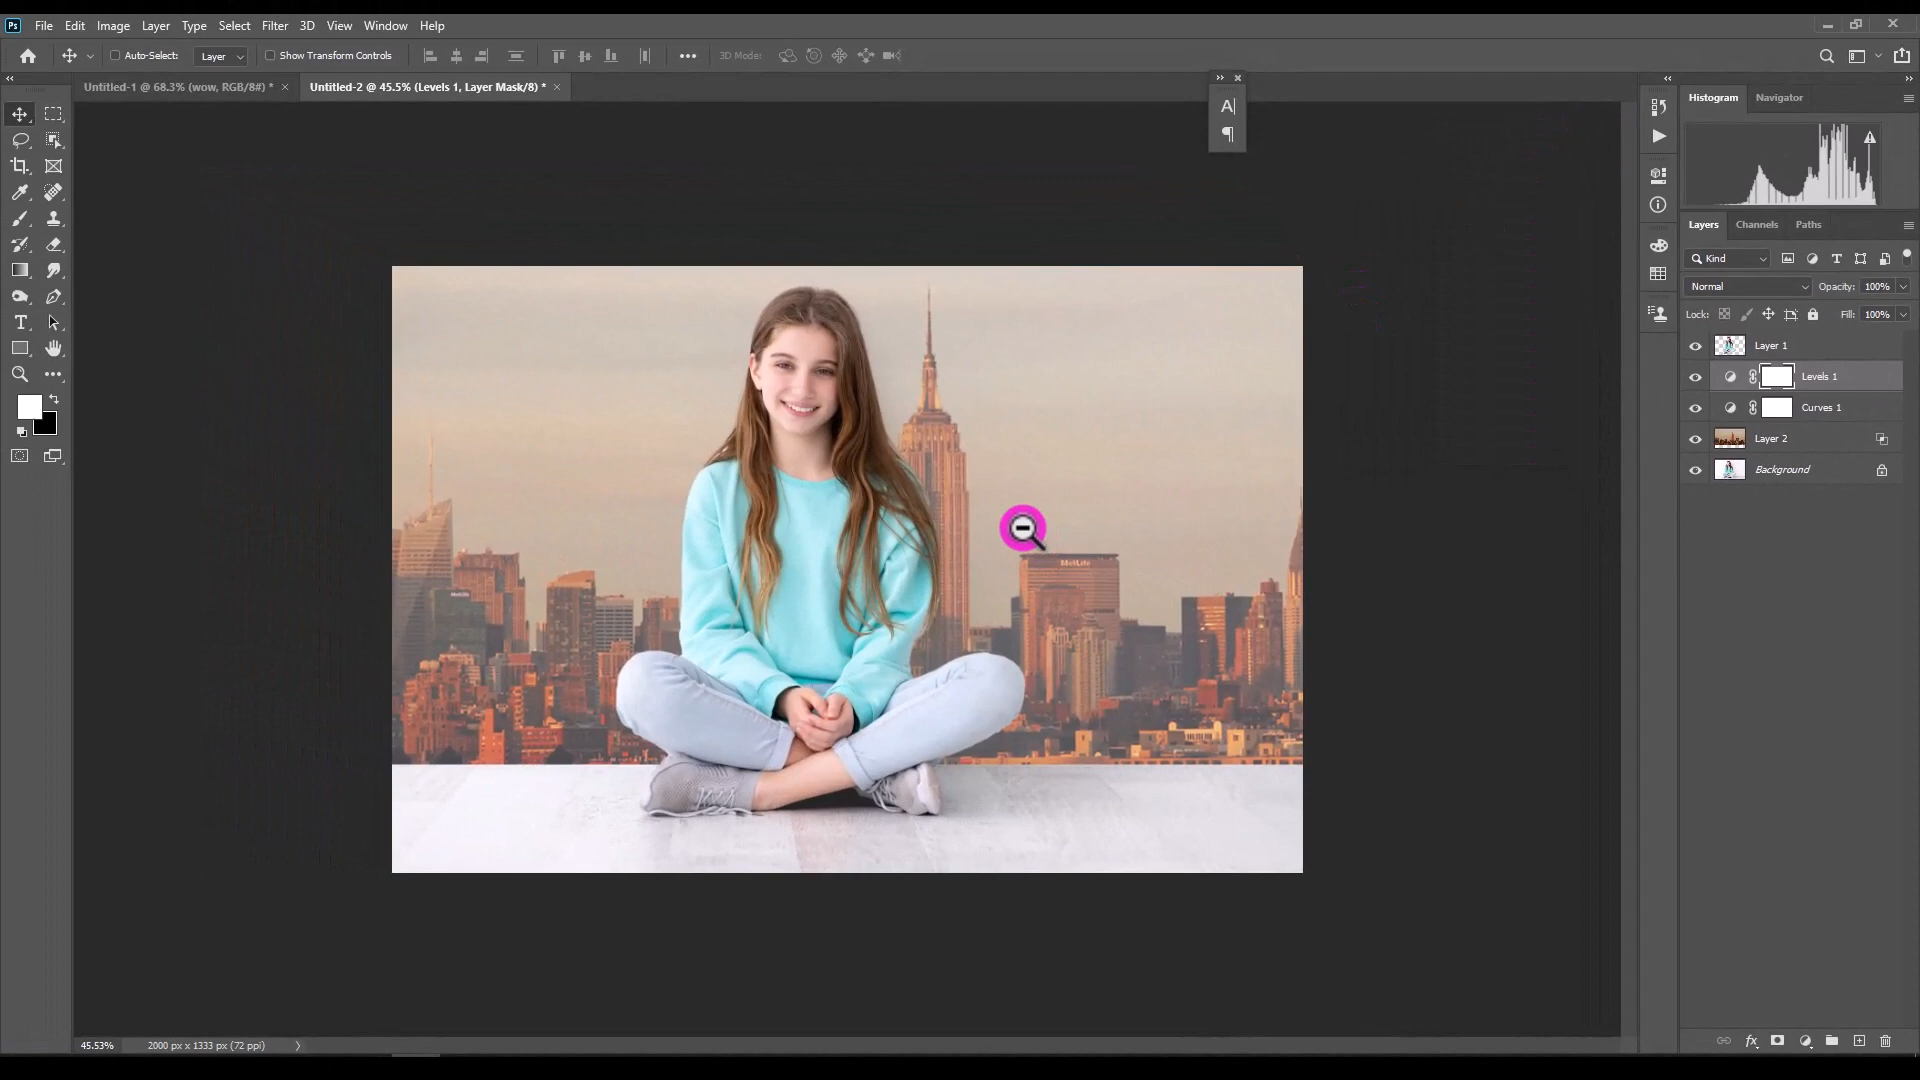 Ps File Edit Image Layer Type Select Filter 3D View Window Help
Auto-Select: Layer Show Transform Controls 3D Mode:
Untitled-1 @ 68.3% (wow, RGB/8#) * × Untitled-2 @ 45.5% (Levels 1, Layer Mask/8) * ×
Histogram Navigator
Layers Channels Paths
Kind
Normal Opacity: 100%
Lock: Fill: 100%
Layer 1
Levels 1
Curves 1
Layer 2
Background
MetLife
MetLife
45.53% 2000 px x 1333 px (72 ppi)